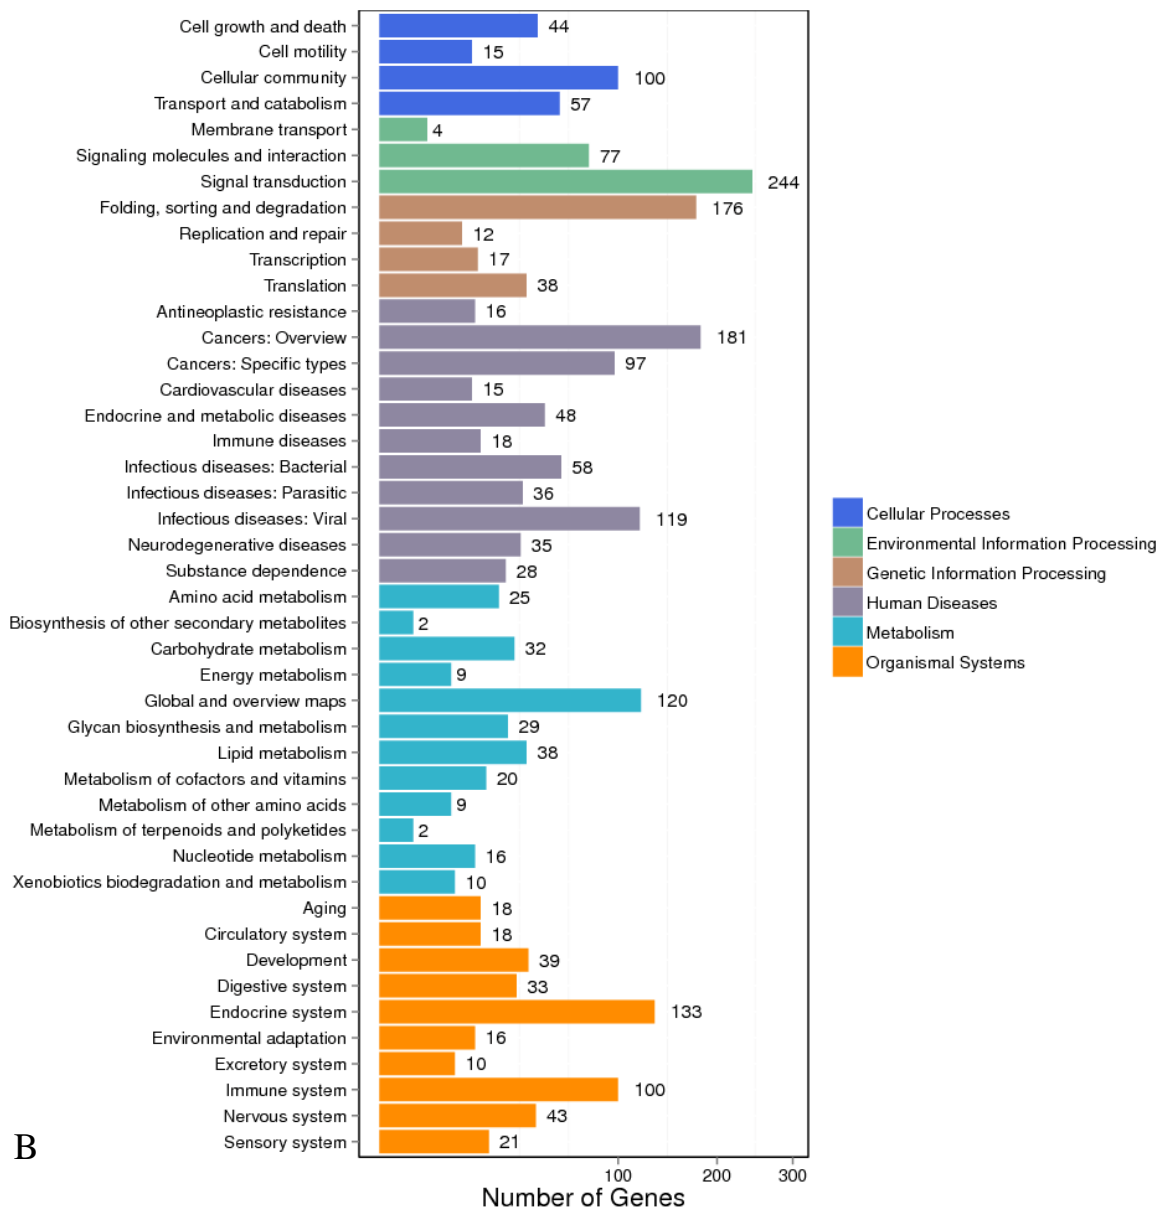 Cell growth and death 44
Cell motility 15
Cellular community 100
Transport and catabolism 57
Membrane transport 4
Signaling molecules and interaction 77
Signal transduction 244
Folding, sorting and degradation 176
Replication and repair 12
Transcription 17
Translation 38
Antineoplastic resistance 16
Cancers: Overview 181
Cancers: Specific types 97
Cardiovascular diseases 15
Endocrine and metabolic diseases 48
Immune diseases 18
Infectious diseases: Bacterial 58
Infectious diseases: Parasitic 36
Infectious diseases: Viral 119
Neurodegenerative diseases 35
Substance dependence 28
Amino acid metabolism 25
Biosynthesis of other secondary metabolites 2
Carbohydrate metabolism 32
Energy metabolism 9
Global and overview maps 120
Glycan biosynthesis and metabolism 29
Lipid metabolism 38
Metabolism of cofactors and vitamins 20
Metabolism of other amino acids 9
Metabolism of terpenoids and polyketides 2
Nucleotide metabolism 16
Xenobiotics biodegradation and metabolism 10
Aging 18
Circulatory system 18
Development 39
Digestive system 33
Endocrine system 133
Environmental adaptation 16
Excretory system 10
Immune system 100
Nervous system 43
Sensory system 21
100 200 300
Number of Genes
Cellular Processes
Environmental Information Processing
Genetic Information Processing
Human Diseases
Metabolism
Organismal Systems
B